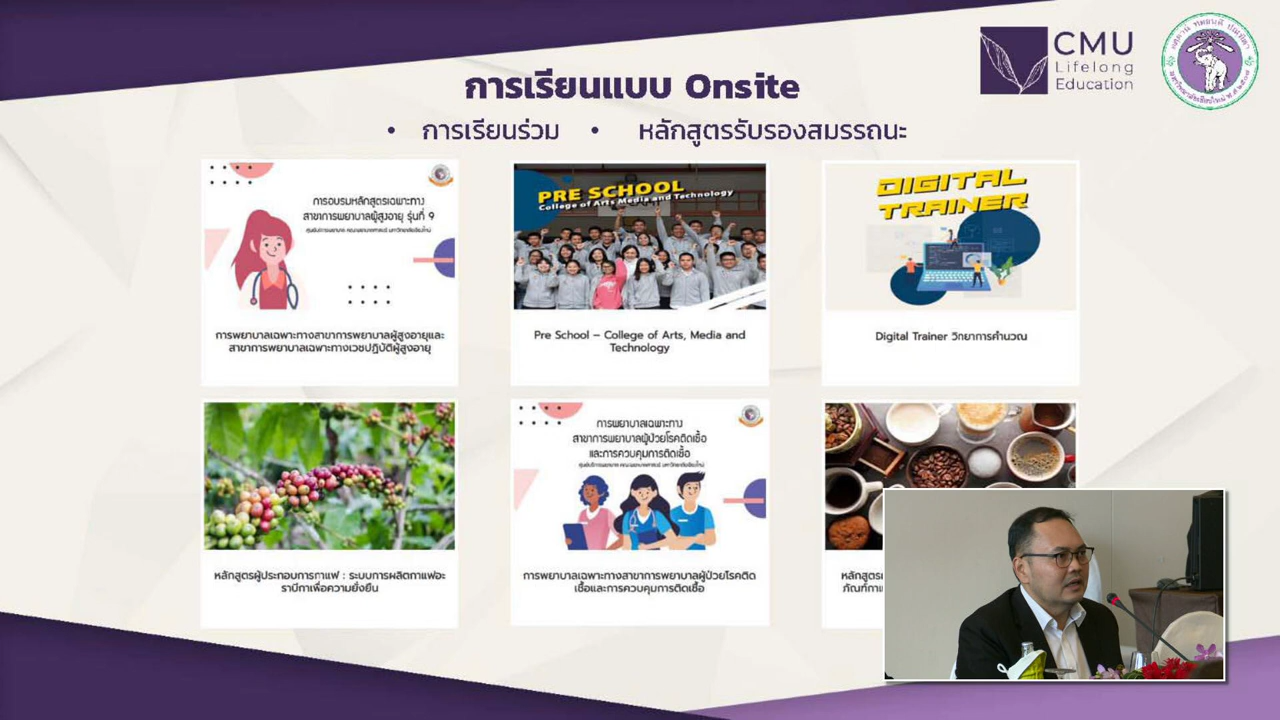 CMU
Lifelong
Education
การเรียนแบบ Onsite
• การเรียนร่วม • หลักสูตรรับรองสมรรถนะ
การอบรมหลักสูตรเฉพาะทาง
สาขาการพยาบาลผู้สูงอายุ รุ่นที่ 9
การพยาบาลเฉพาะทางสาขาการพยาบาลผู้สูงอายุและ
สาขาการพยาบาลเฉพาะทางเวชปฏิบัติผู้สูงอายุ
PRE SCHOOL
College of Arts Media and Technology
Pre School – College of Arts, Media and
Technology
DIGITAL
TRAINER
Digital Trainer วิทยาการคำนวณ
หลักสูตรผู้ประกอบการกาแฟ : ระบบการผลิตกาแฟอะ
ราบีกาเพื่อความยั่งยืน
การพยาบาลเฉพาะทาง
สาขาการพยาบาลผู้ป่วยโรคติดเชื้อ
และการควบคุมการติดเชื้อ
การพยาบาลเฉพาะทางสาขาการพยาบาลผู้ป่วยโรคติด
เชื้อและการควบคุมการติดเชื้อ